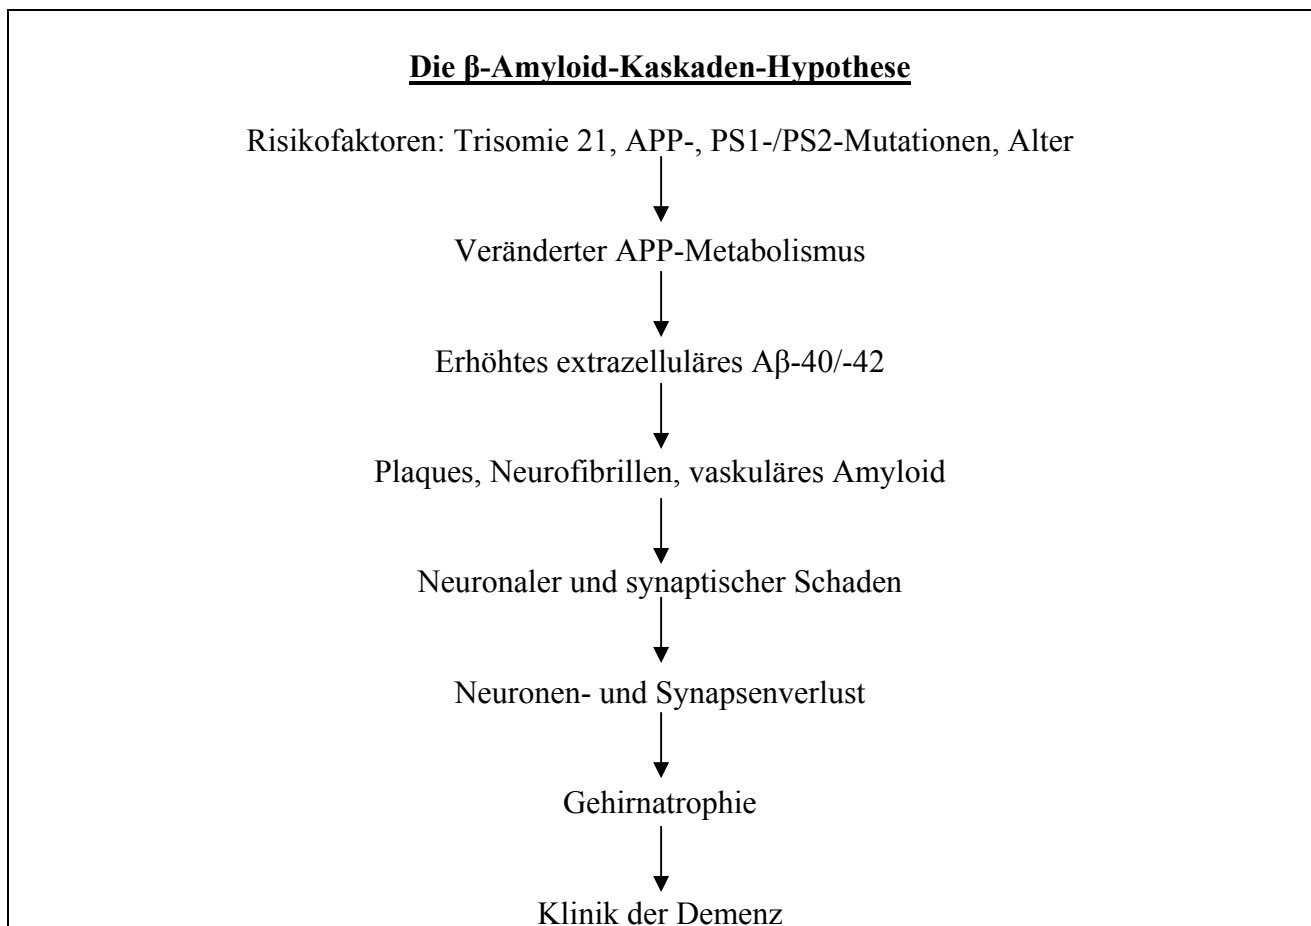 Die β-Amyloid-Kaskaden-Hypothese
Risikofaktoren: Trisomie 21, APP-, PS1-/PS2-Mutationen, Alter
Veränderter APP-Metabolismus
Erhöhtes extrazelluläres Aβ-40/-42
Plaques, Neurofibrillen, vaskuläres Amyloid
Neuronaler und synaptischer Schaden
Neuronen- und Synapsenverlust
Gehirnatrophie
Klinik der Demenz